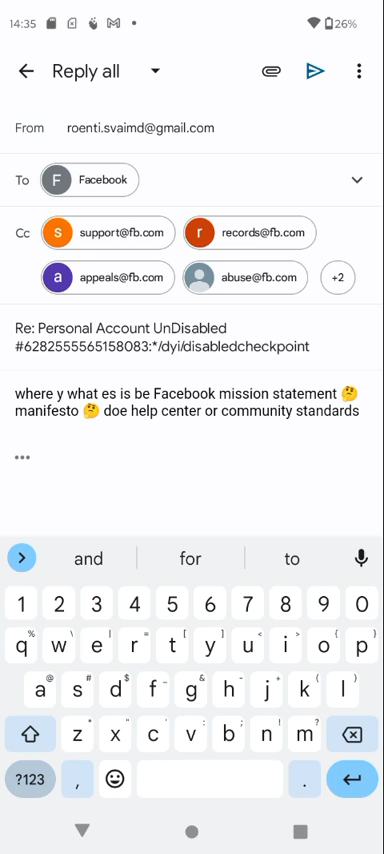 14:35 26%
Reply all
From roenti.svaimd@gmail.com
To F Facebook
Cc s support@fb.com r records@fb.com
a appeals@fb.com abuse@fb.com +2
Re: Personal Account UnDisabled
#6282555565158083:*/dyi/disabledcheckpoint
where y what es is be Facebook mission statement 🤔
manifesto 🤔 doe help center or community standards
•••
and for to
1 2 3 4 5 6 7 8 9 0
q w e r t y u i o p
a s d f g h j k l
z x c v b n m
?123 , .